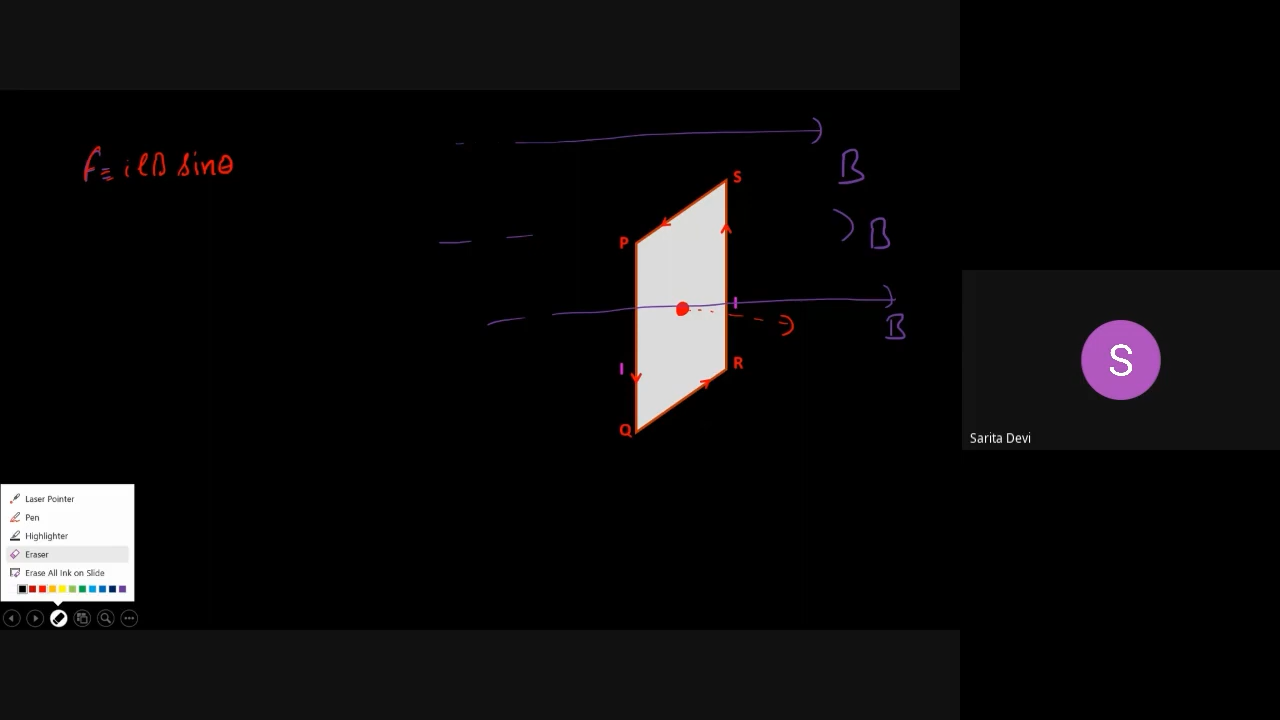 F = ilB sinθ
B
S
P
B
I
B
I
R
Q
S
Sarita Devi
Laser Pointer
Pen
Highlighter
Eraser
Erase All Ink on Slide